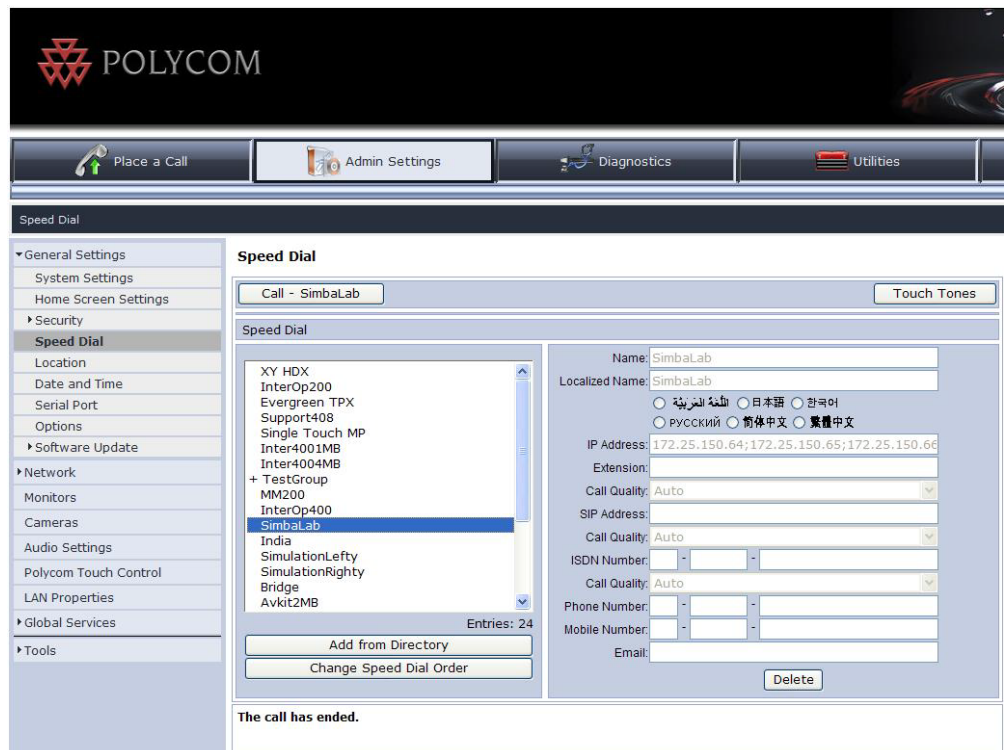 POLYCOM
Place a Call
Admin Settings
Diagnostics
Utilities
Speed Dial
▾General Settings
System Settings
Home Screen Settings
▸Security
Speed Dial
Location
Date and Time
Serial Port
Options
▸Software Update
▸Network
Monitors
Cameras
Audio Settings
Polycom Touch Control
LAN Properties
▸Global Services
▸Tools
Speed Dial
Call - SimbaLab
Touch Tones
Speed Dial
XY HDX
InterOp200
Evergreen TPX
Support408
Single Touch MP
Inter4001MB
Inter4004MB
+ TestGroup
MM200
InterOp400
SimbaLab
India
SimulationLefty
SimulationRighty
Bridge
Avkit2MB
Entries: 24
Add from Directory
Change Speed Dial Order
Name: SimbaLab
Localized Name: SimbaLab
اللُّغَة العَرَبِيَّة 日本語 한국어
РУССКИЙ 简体中文 繁體中文
IP Address: 172.25.150.64;172.25.150.65;172.25.150.66
Extension:
Call Quality: Auto
SIP Address:
Call Quality: Auto
ISDN Number: - -
Call Quality: Auto
Phone Number: - -
Mobile Number: - -
Email:
Delete
The call has ended.